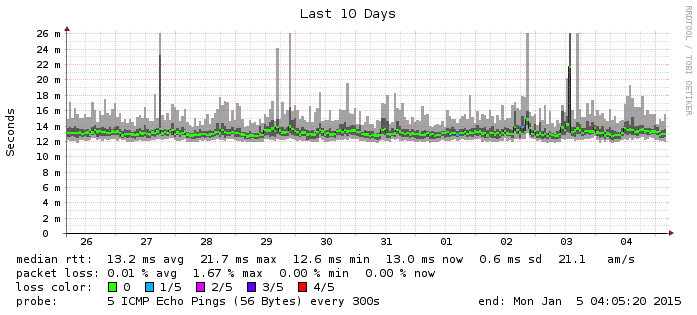 Last 10 Days
RRDTOOL / TOBI OETIKER
Seconds
26 m
24 m
22 m
20 m
18 m
16 m
14 m
12 m
10 m
8 m
6 m
4 m
2 m
0
26 27 28 29 30 31 01 02 03 04
median rtt: 13.2 ms avg 21.7 ms max 12.6 ms min 13.0 ms now 0.6 ms sd 21.1 am/s
packet loss: 0.01 % avg 1.67 % max 0.00 % min 0.00 % now
loss color: 0 1/5 2/5 3/5 4/5
probe: 5 ICMP Echo Pings (56 Bytes) every 300s end: Mon Jan 5 04:05:20 2015